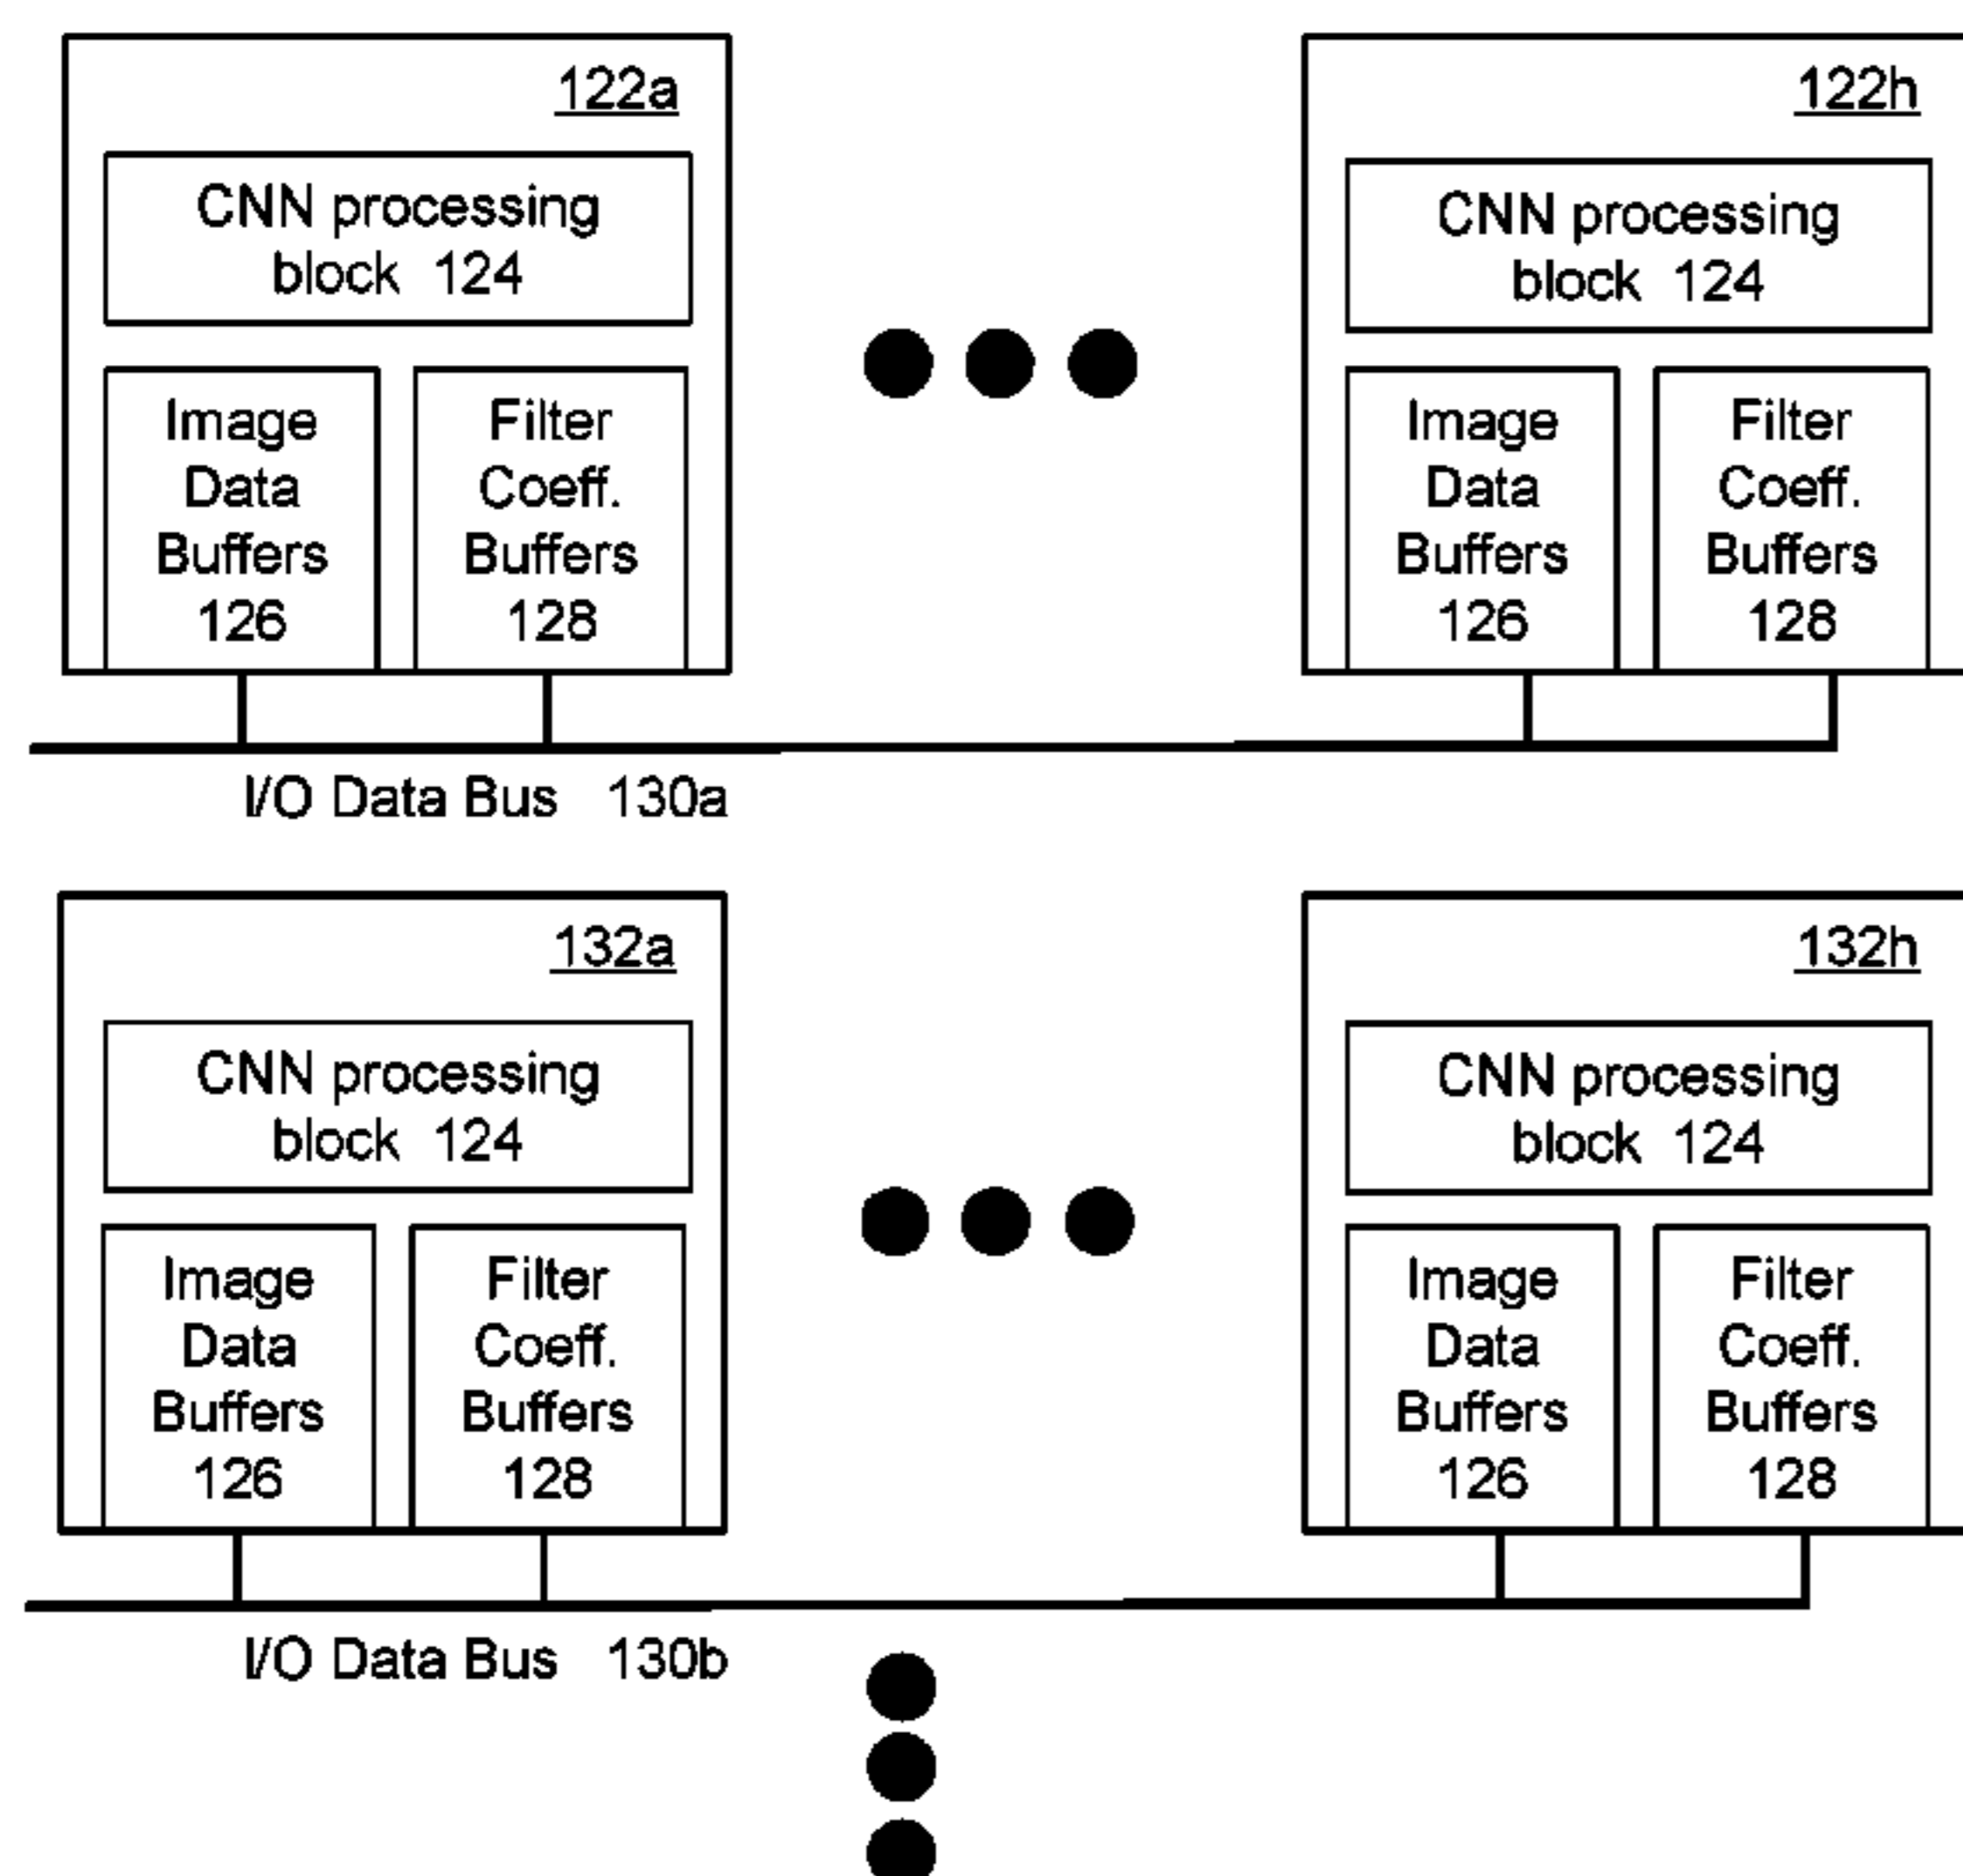 122a
CNN processing
block 124
Image
Data
Buffers
126
Filter
Coeff.
Buffers
128
122h
CNN processing
block 124
Image
Data
Buffers
126
Filter
Coeff.
Buffers
128
I/O Data Bus 130a
132a
CNN processing
block 124
Image
Data
Buffers
126
Filter
Coeff.
Buffers
128
132h
CNN processing
block 124
Image
Data
Buffers
126
Filter
Coeff.
Buffers
128
I/O Data Bus 130b